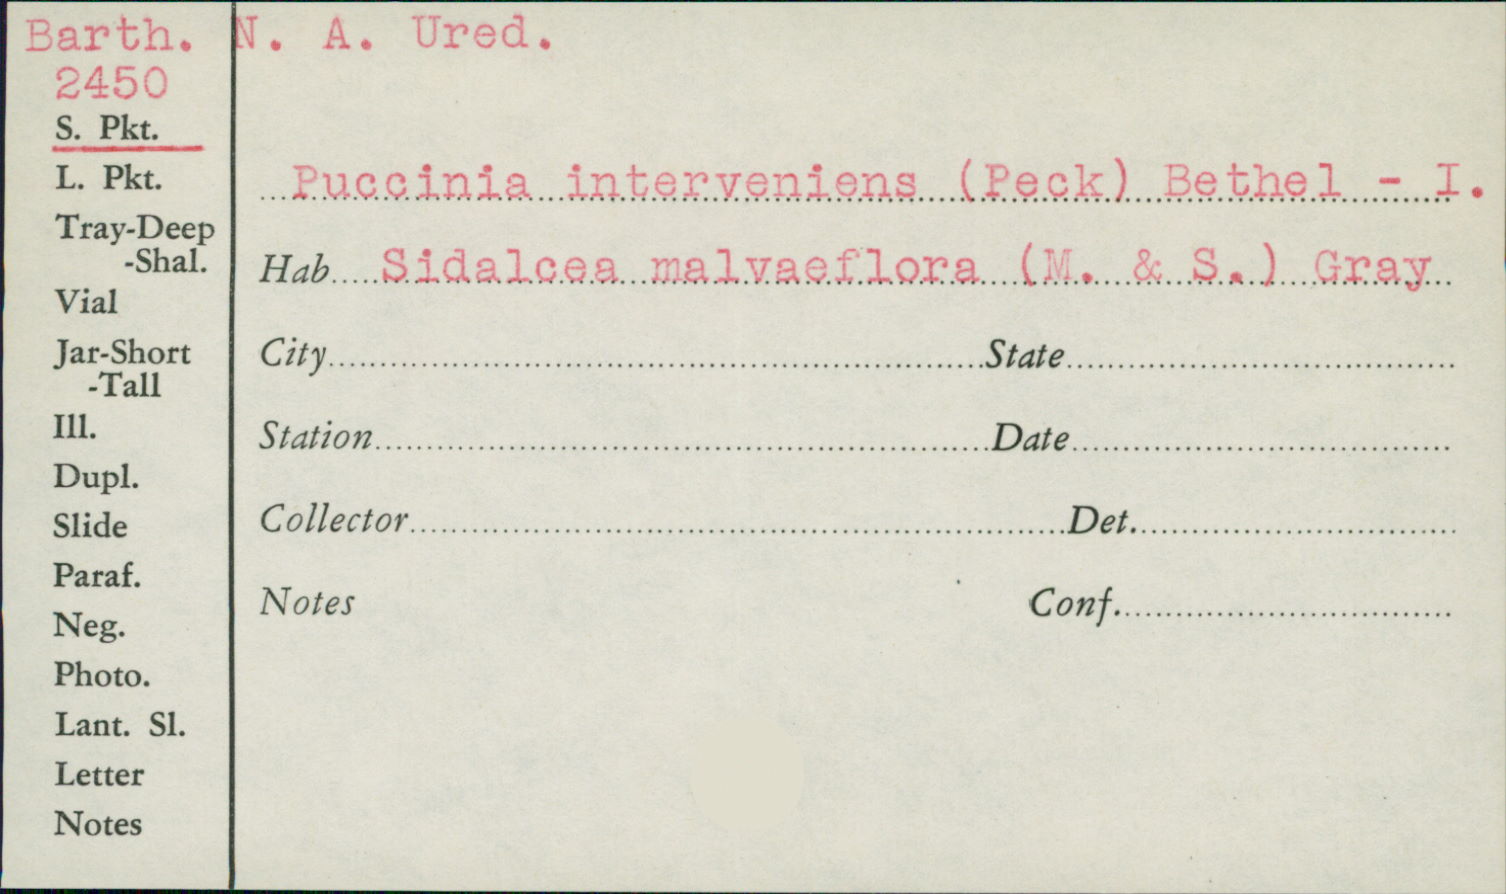 Barth. N. A. Ured.
2450
S. Pkt.
L. Pkt.
Tray-Deep
-Shal.
Vial
Jar-Short
-Tall
Ill.
Dupl.
Slide
Paraf.
Neg.
Photo.
Lant. Sl.
Letter
Notes
Puccinia interveniens (Peck) Bethel - I.
Hab. Sidalcea malvaeflora (M. & S.) Gray
City State
Station Date
Collector Det.
Notes Conf.